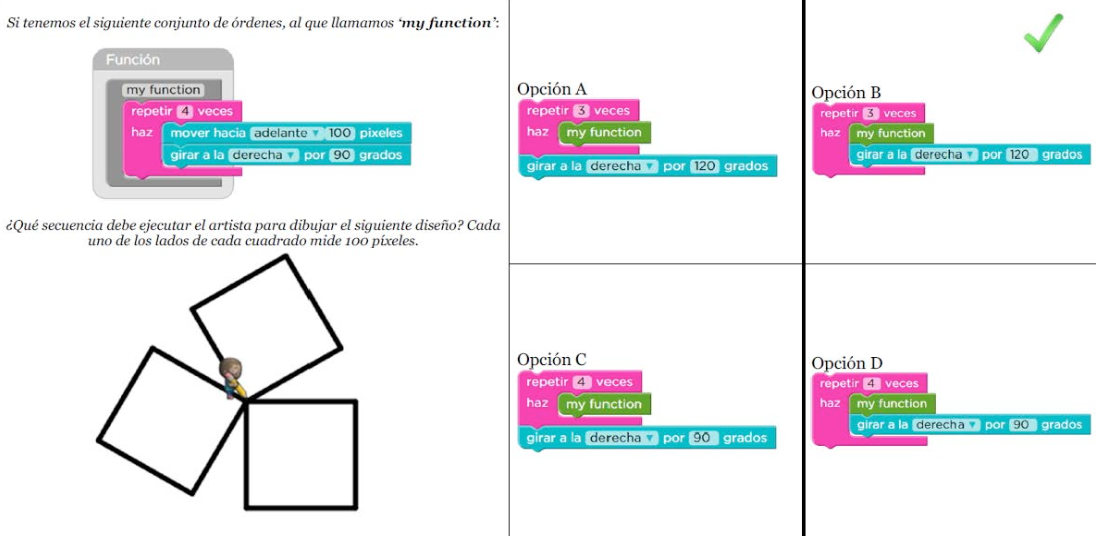 Si tenemos el siguiente conjunto de órdenes, al que llamamos ‘my function’:
Función
my function
repetir 4 veces
haz mover hacia adelante ▼ 100 pixeles
girar a la derecha ▼ por 90 grados
¿Qué secuencia debe ejecutar el artista para dibujar el siguiente diseño? Cada
uno de los lados de cada cuadrado mide 100 píxeles.
Opción A
repetir 3 veces
haz my function
girar a la derecha ▼ por 120 grados
Opción B
repetir 3 veces
haz my function
girar a la derecha ▼ por 120 grados
Opción C
repetir 4 veces
haz my function
girar a la derecha ▼ por 90 grados
Opción D
repetir 4 veces
haz my function
girar a la derecha ▼ por 90 grados